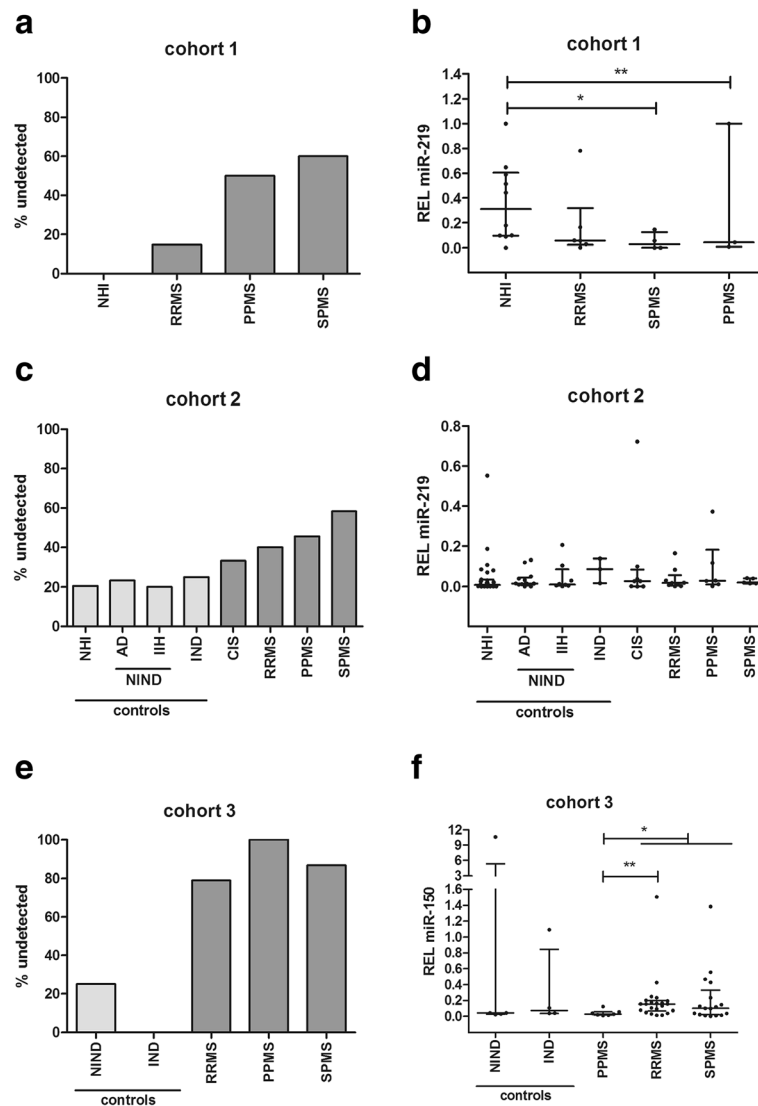 a
cohort 1
% undetected
100
80
60
40
20
0
NHI
RRMS
PPMS
SPMS
b
cohort 1
REL miR-219
1.4
1.2
1.0
0.8
0.6
0.4
0.2
0.0
**
*
NHI
RRMS
SPMS
PPMS
c
cohort 2
% undetected
100
80
60
40
20
0
NHI
AD
IIH
IND
CIS
RRMS
PPMS
SPMS
NIND
controls
d
cohort 2
REL miR-219
0.8
0.6
0.4
0.2
0.0
NHI
AD
IIH
IND
CIS
RRMS
PPMS
SPMS
NIND
controls
e
cohort 3
% undetected
100
80
60
40
20
0
NIND
IND
RRMS
PPMS
SPMS
controls
f
cohort 3
REL miR-150
12
9
6
3
1.6
1.4
1.2
1.0
0.8
0.6
0.4
0.2
0.0
*
**
NIND
IND
PPMS
RRMS
SPMS
controls